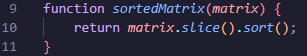 9 function sortedMatrix(matrix) {
10 return matrix.slice().sort();
11 }